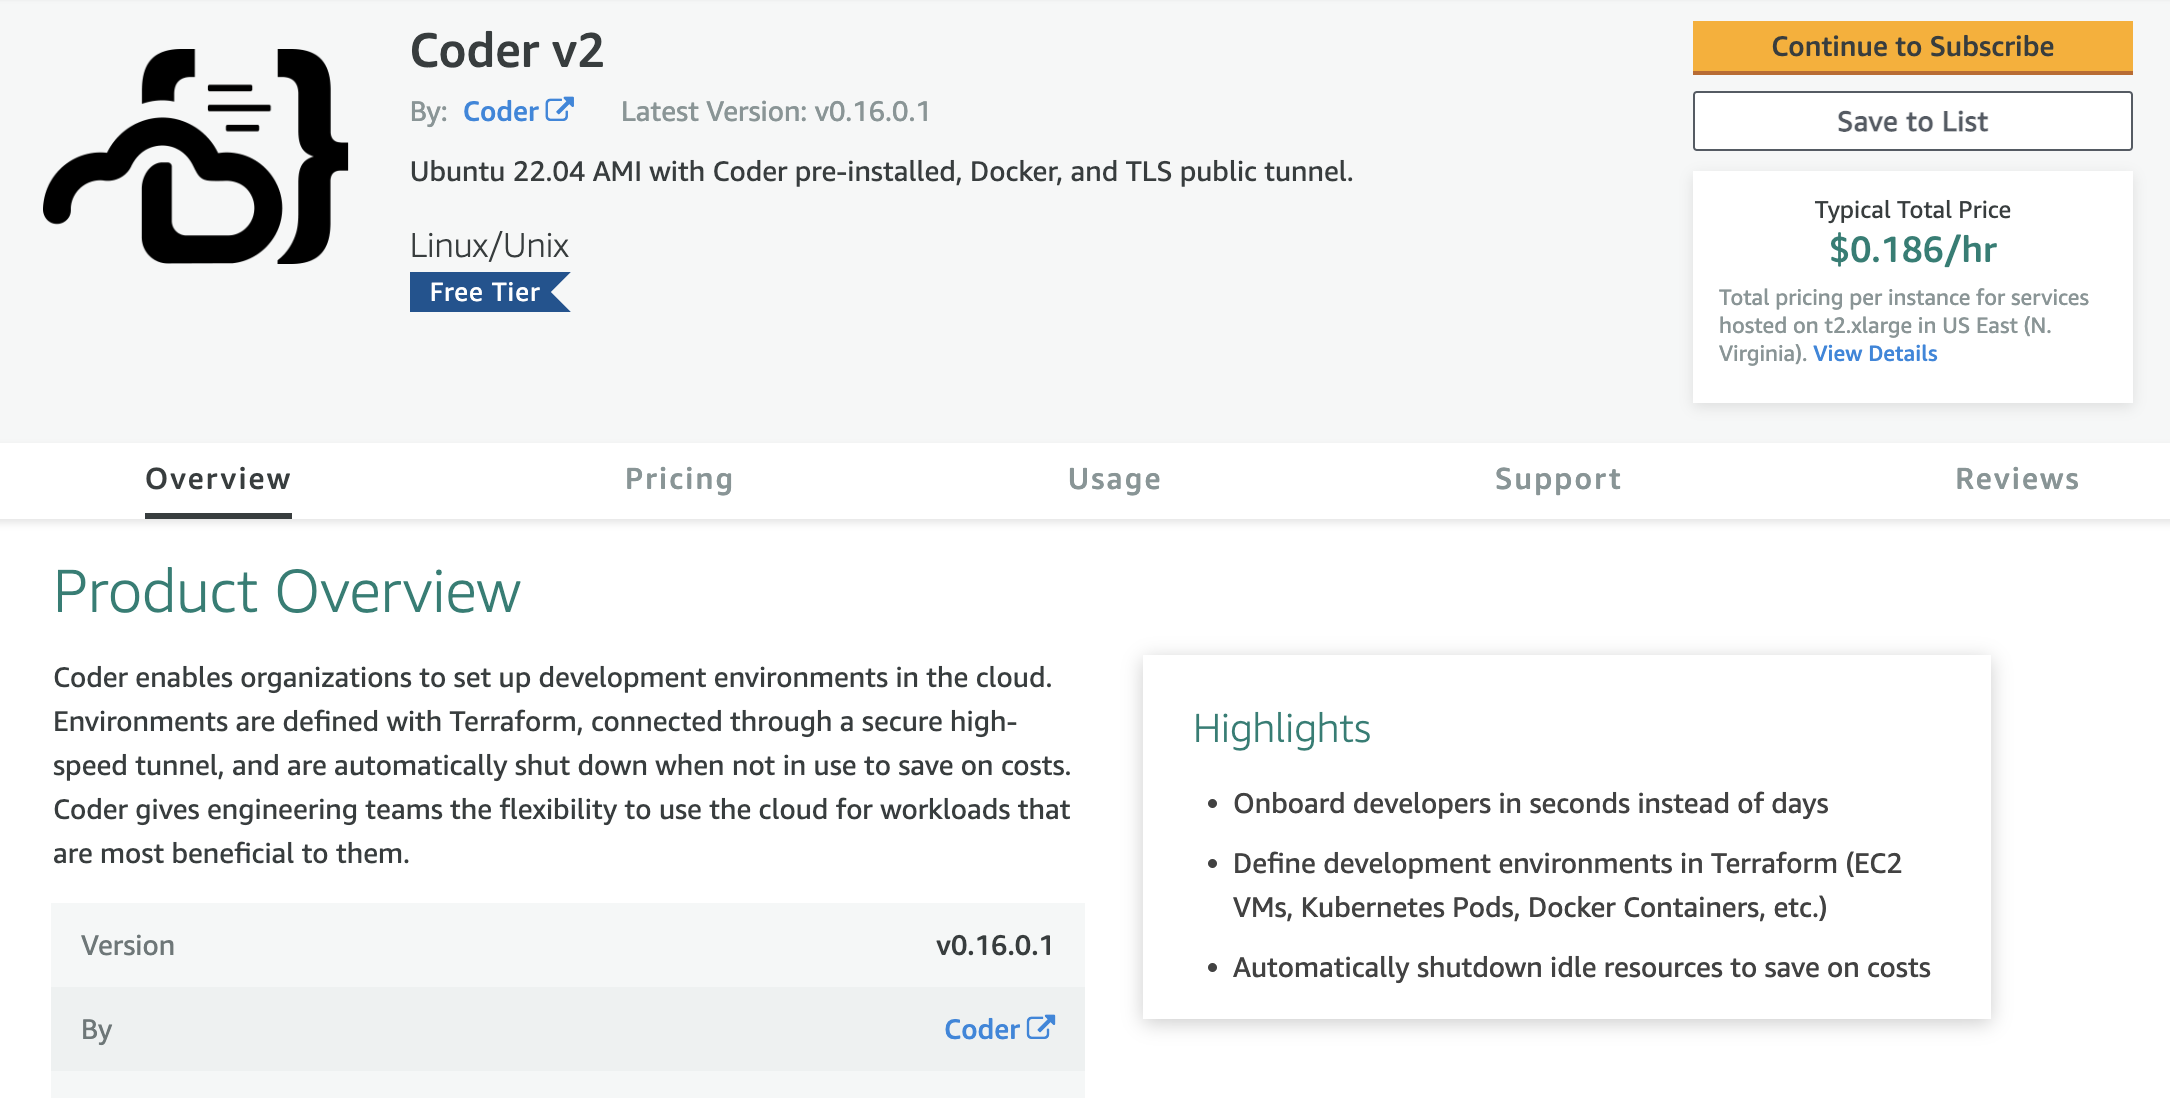 Coder v2
By: Coder Latest Version: v0.16.0.1
Ubuntu 22.04 AMI with Coder pre-installed, Docker, and TLS public tunnel.
Linux/Unix
Free Tier
Continue to Subscribe
Save to List
Typical Total Price
$0.186/hr
Total pricing per instance for services
hosted on t2.xlarge in US East (N.
Virginia). View Details
Overview Pricing Usage Support Reviews
Product Overview
Coder enables organizations to set up development environments in the cloud.
Environments are defined with Terraform, connected through a secure high-
speed tunnel, and are automatically shut down when not in use to save on costs.
Coder gives engineering teams the flexibility to use the cloud for workloads that
are most beneficial to them.
Version v0.16.0.1
By Coder
Highlights
• Onboard developers in seconds instead of days
• Define development environments in Terraform (EC2
VMs, Kubernetes Pods, Docker Containers, etc.)
• Automatically shutdown idle resources to save on costs